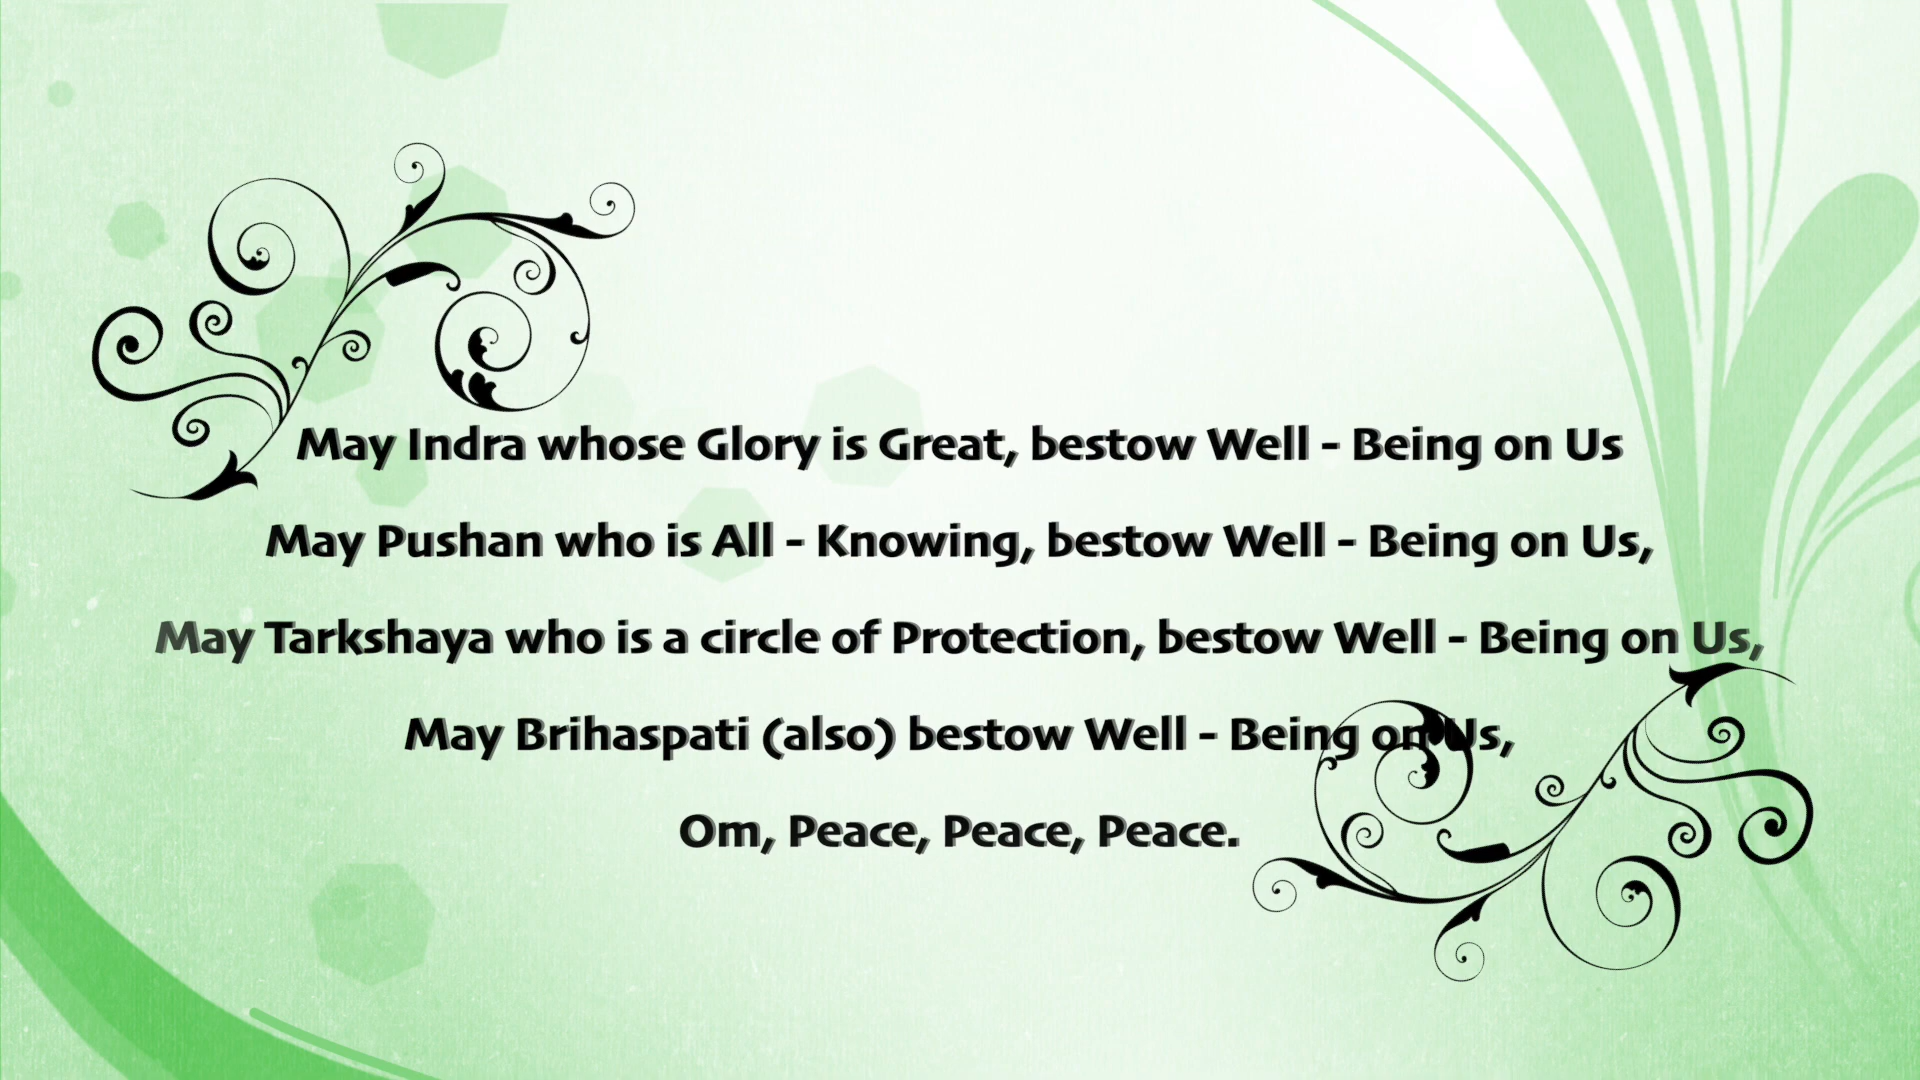 May Indra whose Glory is Great, bestow Well - Being on Us
May Pushan who is All - Knowing, bestow Well - Being on Us,
May Tarkshaya who is a circle of Protection, bestow Well - Being on Us,
May Brihaspati (also) bestow Well - Being on Us,
Om, Peace, Peace, Peace.